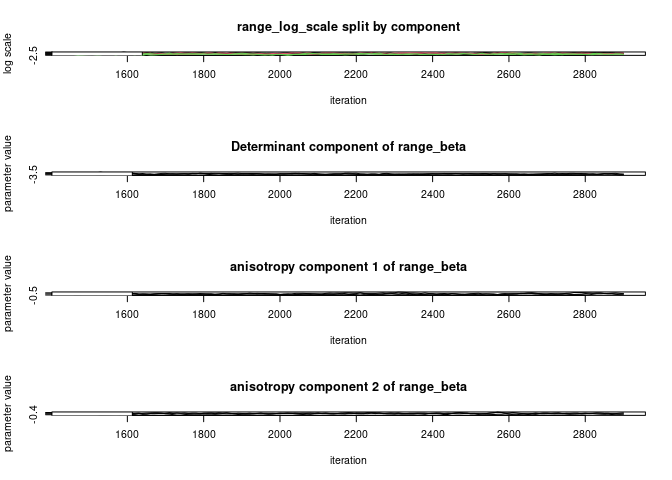 range_log_scale split by component
log scale
-2.5
1600 1800 2000 2200 2400 2600 2800
iteration
Determinant component of range_beta
parameter value
-3.5
1600 1800 2000 2200 2400 2600 2800
iteration
anisotropy component 1 of range_beta
parameter value
-0.5
1600 1800 2000 2200 2400 2600 2800
iteration
anisotropy component 2 of range_beta
parameter value
-0.4
1600 1800 2000 2200 2400 2600 2800
iteration